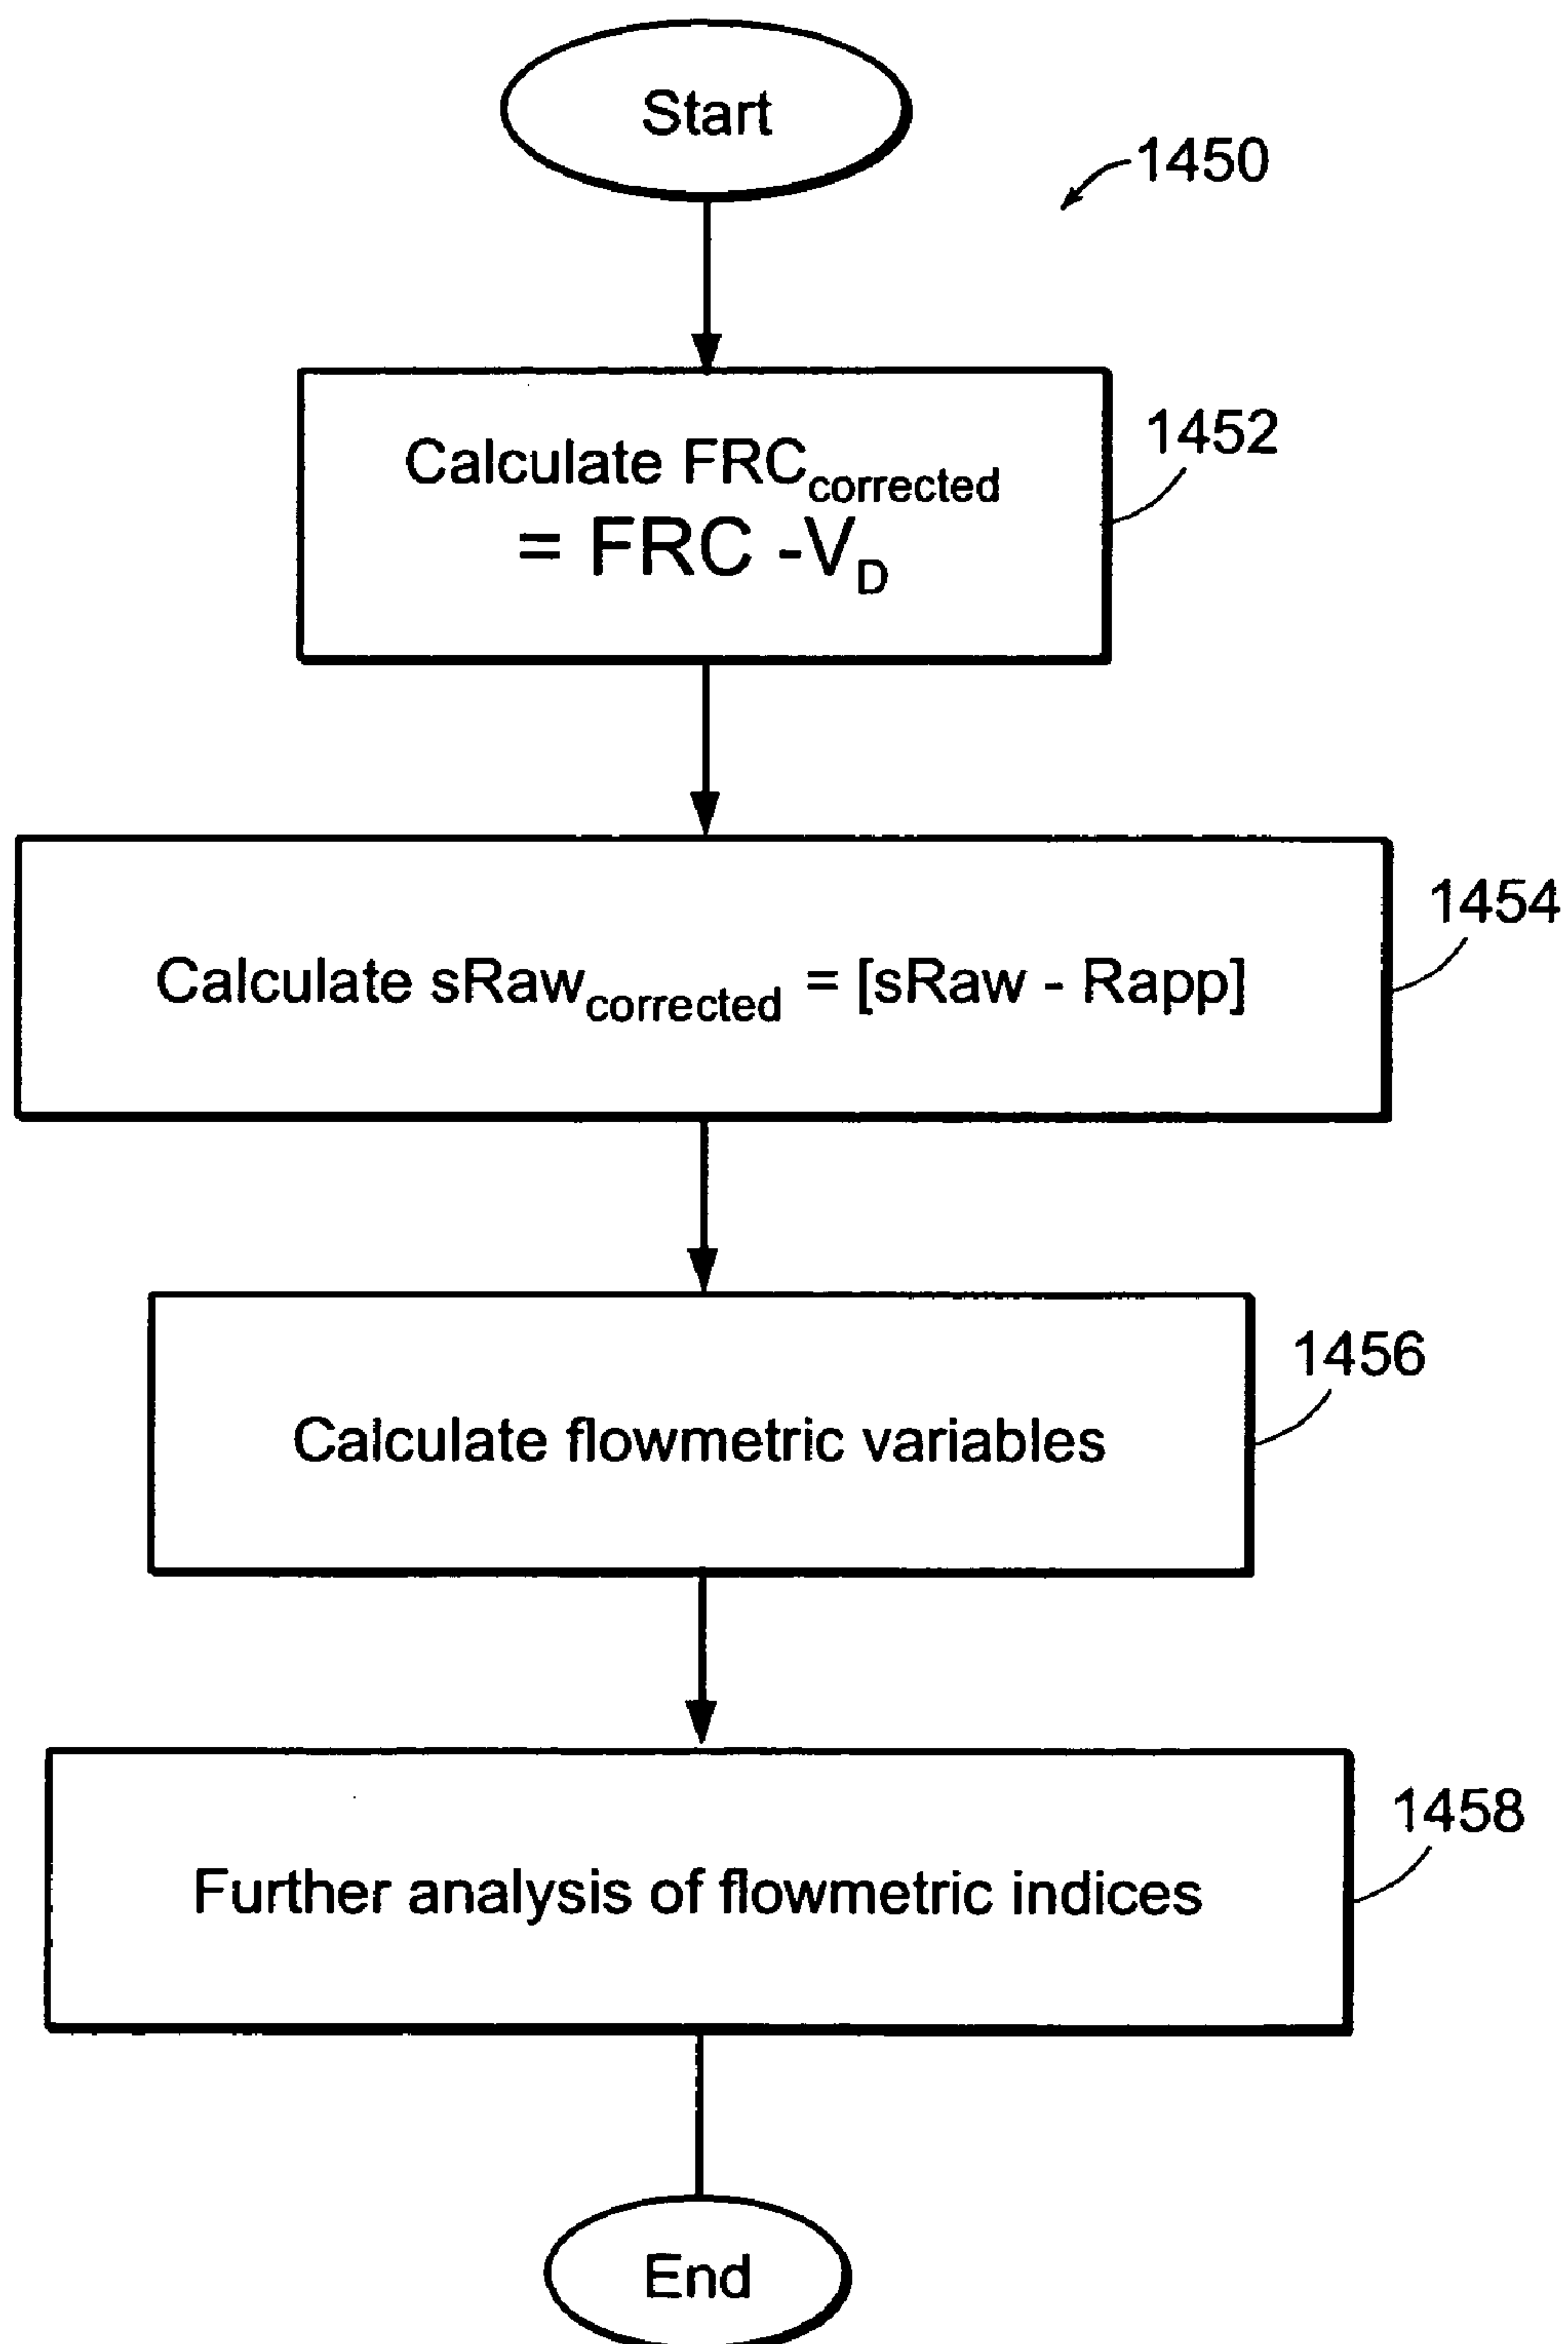 Start
1450
Calculate FRCcorrected
= FRC -VD
1452
Calculate sRawcorrected = [sRaw - Rapp]
1454
Calculate flowmetric variables
1456
Further analysis of flowmetric indices
1458
End